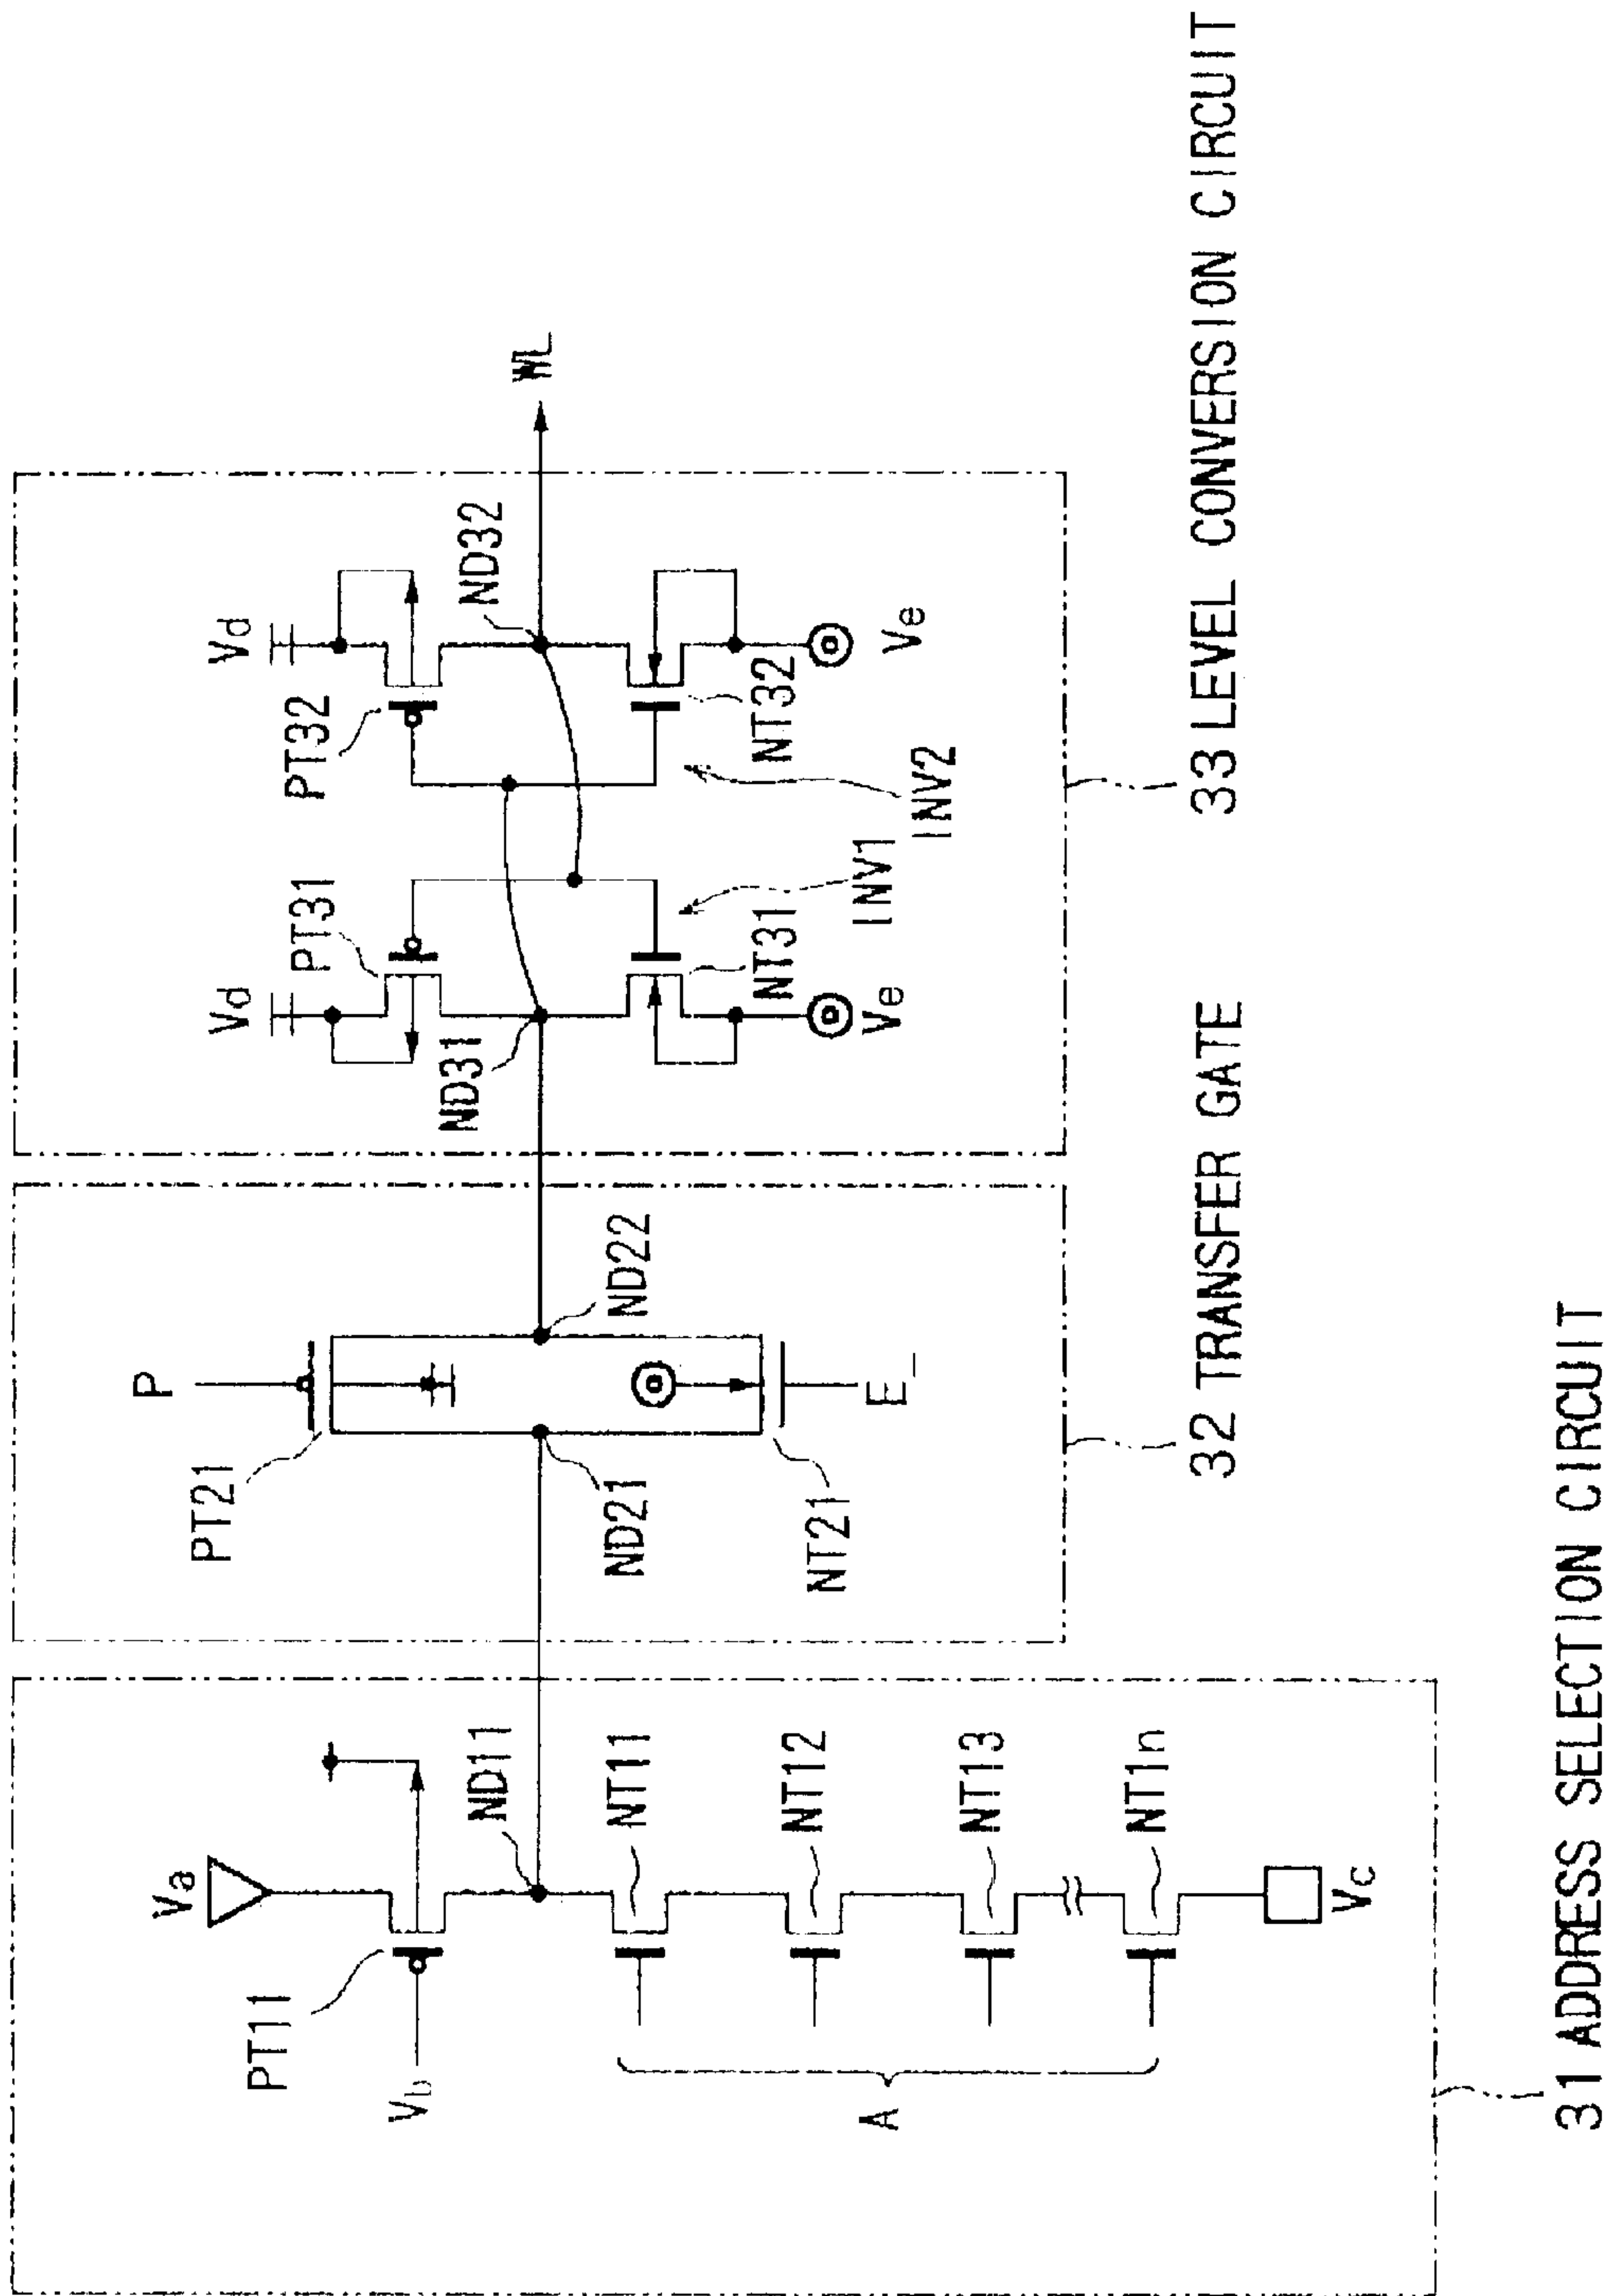 Va
PT11
Vb
ND11
NT11
NT12
NT13
NT1n
A
Vc
31 ADDRESS SELECTION CIRCUIT
P
PT21
ND21
ND22
NT21
E_
32 TRANSFER GATE
Vd
PT31
ND31
NT31
Ve
INV1
Vd
PT32
ND32
NT32
Ve
INV2
WL
33 LEVEL CONVERSION CIRCUIT